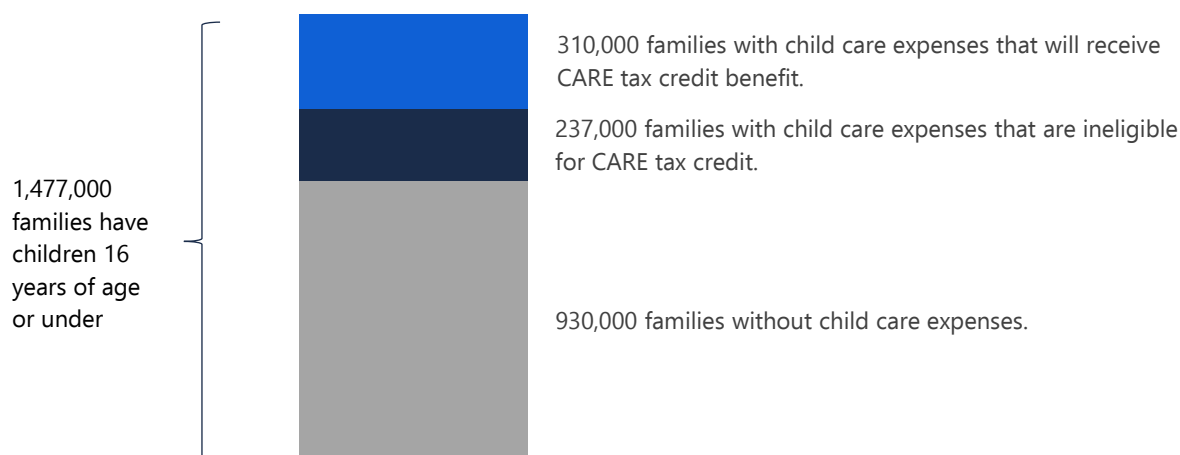 1,477,000
families have
children 16
years of age
or under
310,000 families with child care expenses that will receive
CARE tax credit benefit.
237,000 families with child care expenses that are ineligible
for CARE tax credit.
930,000 families without child care expenses.